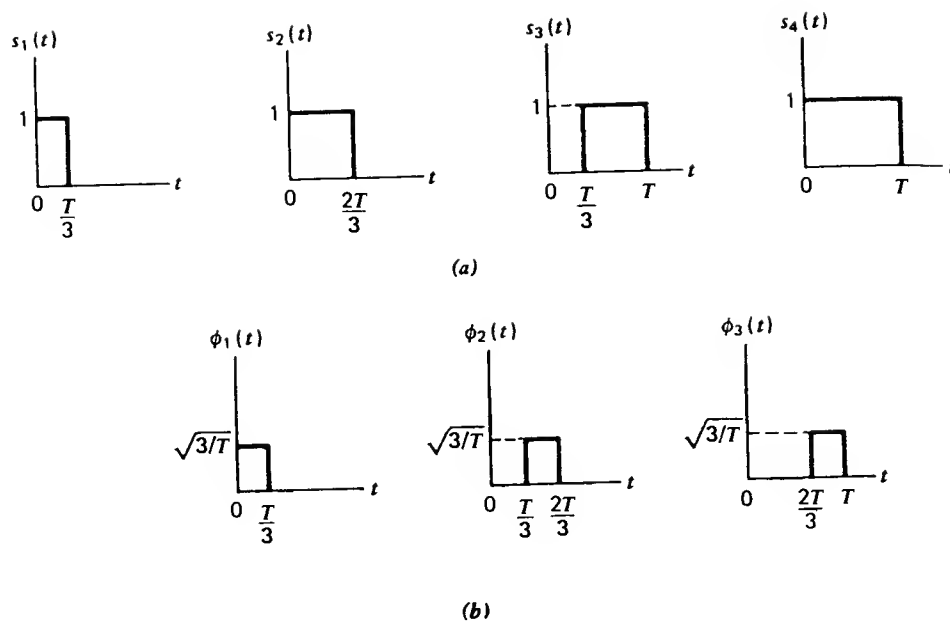 s₁(t) s₂(t) s₃(t) s₄(t)
1 1 1 1
t t t
0 T/3 0 2T/3 0 T/3 T 0 T
(a)
ϕ₁(t) ϕ₂(t) ϕ₃(t)
√3/T √3/T √3/T
t t t
0 T/3 0 T/3 2T/3 0 2T/3 T
(b)